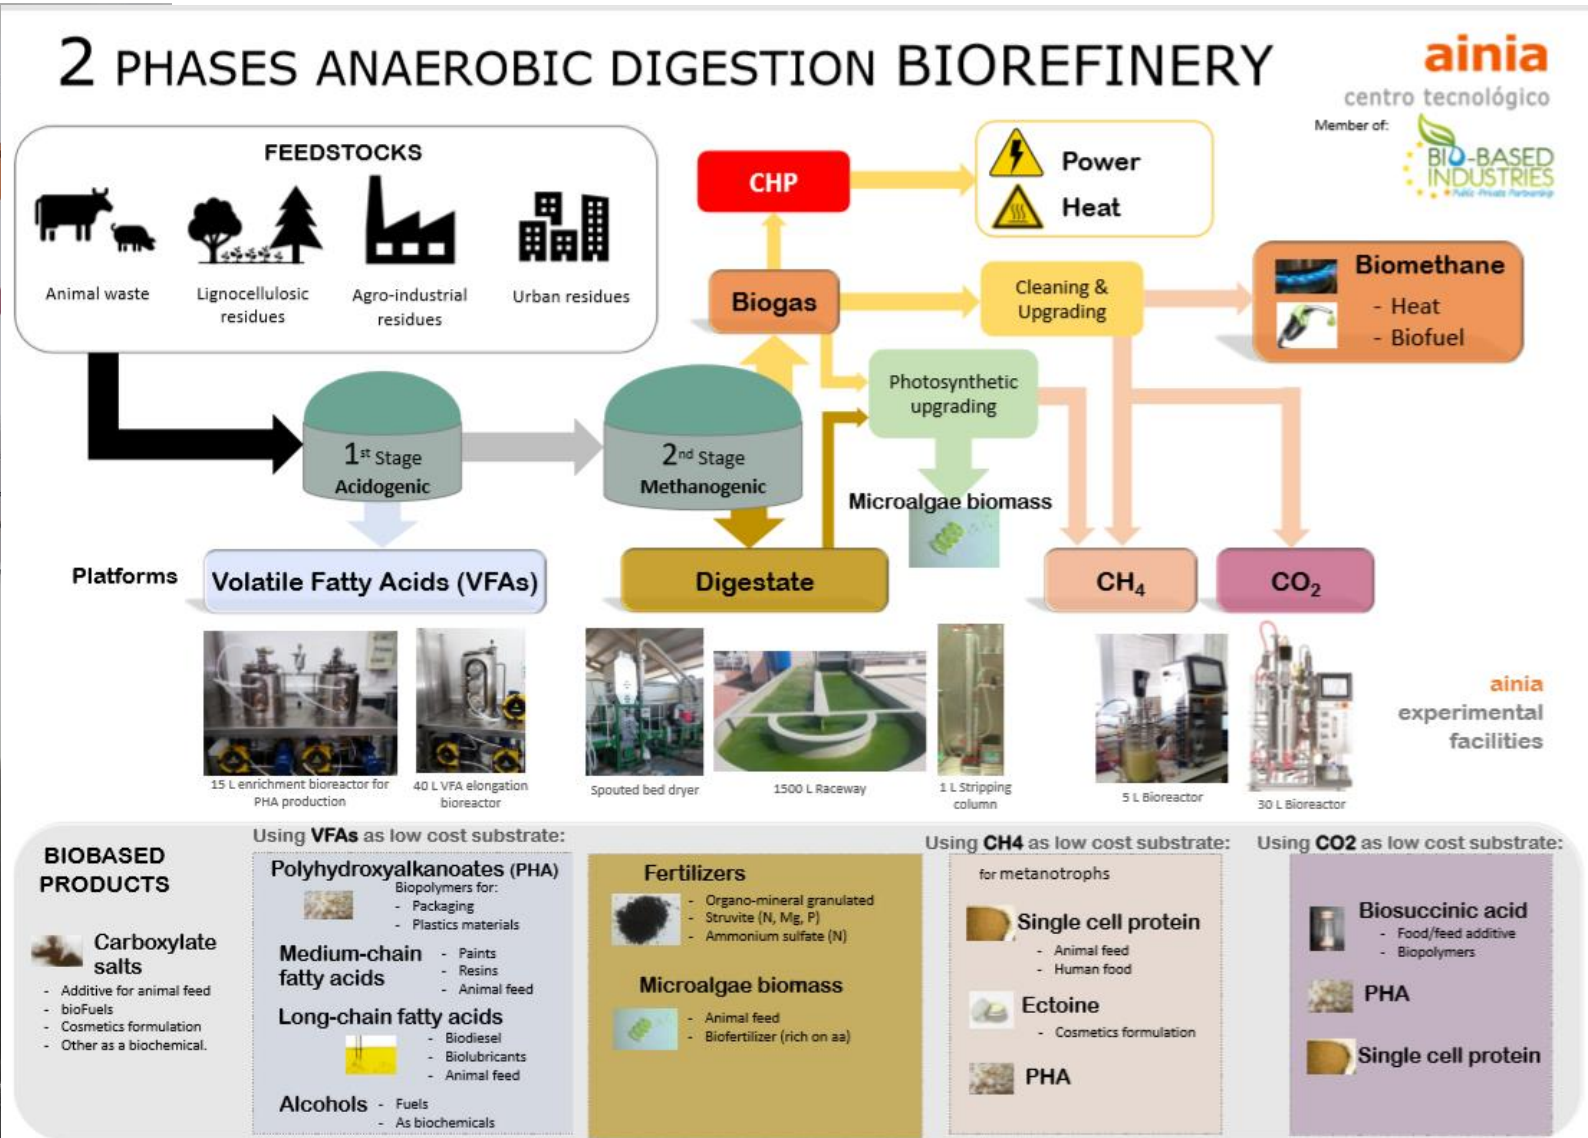 2 PHASES ANAEROBIC DIGESTION BIOREFINERY
ainia
centro tecnológico
Member of:
BIO-BASED
INDUSTRIES
Public-Private Partnership
FEEDSTOCKS
Animal waste
Lignocellulosic
residues
Agro-industrial
residues
Urban residues
CHP
Power
Heat
Biogas
Cleaning &
Upgrading
Biomethane
- Heat
- Biofuel
Photosynthetic
upgrading
1st Stage
Acidogenic
2nd Stage
Methanogenic
Microalgae biomass
Platforms
Volatile Fatty Acids (VFAs)
Digestate
CH4
CO2
15 L enrichment bioreactor for
PHA production
40 L VFA elongation
bioreactor
Spouted bed dryer
1500 L Raceway
1 L Stripping
column
5 L Bioreactor
30 L Bioreactor
ainia
experimental
facilities
BIOBASED
PRODUCTS
Carboxylate
salts
- Additive for animal feed
- bioFuels
- Cosmetics formulation
- Other as a biochemical.
Using VFAs as low cost substrate:
Polyhydroxyalkanoates (PHA)
Biopolymers for:
- Packaging
- Plastics materials
Medium-chain
fatty acids
- Paints
- Resins
- Animal feed
Long-chain fatty acids
- Biodiesel
- Biolubricants
- Animal feed
Alcohols
- Fuels
- As biochemicals
Fertilizers
- Organo-mineral granulated
- Struvite (N, Mg, P)
- Ammonium sulfate (N)
Microalgae biomass
- Animal feed
- Biofertilizer (rich on aa)
Using CH4 as low cost substrate:
for metanotrophs
Single cell protein
- Animal feed
- Human food
Ectoine
- Cosmetics formulation
PHA
Using CO2 as low cost substrate:
Biosuccinic acid
- Food/feed additive
- Biopolymers
PHA
Single cell protein